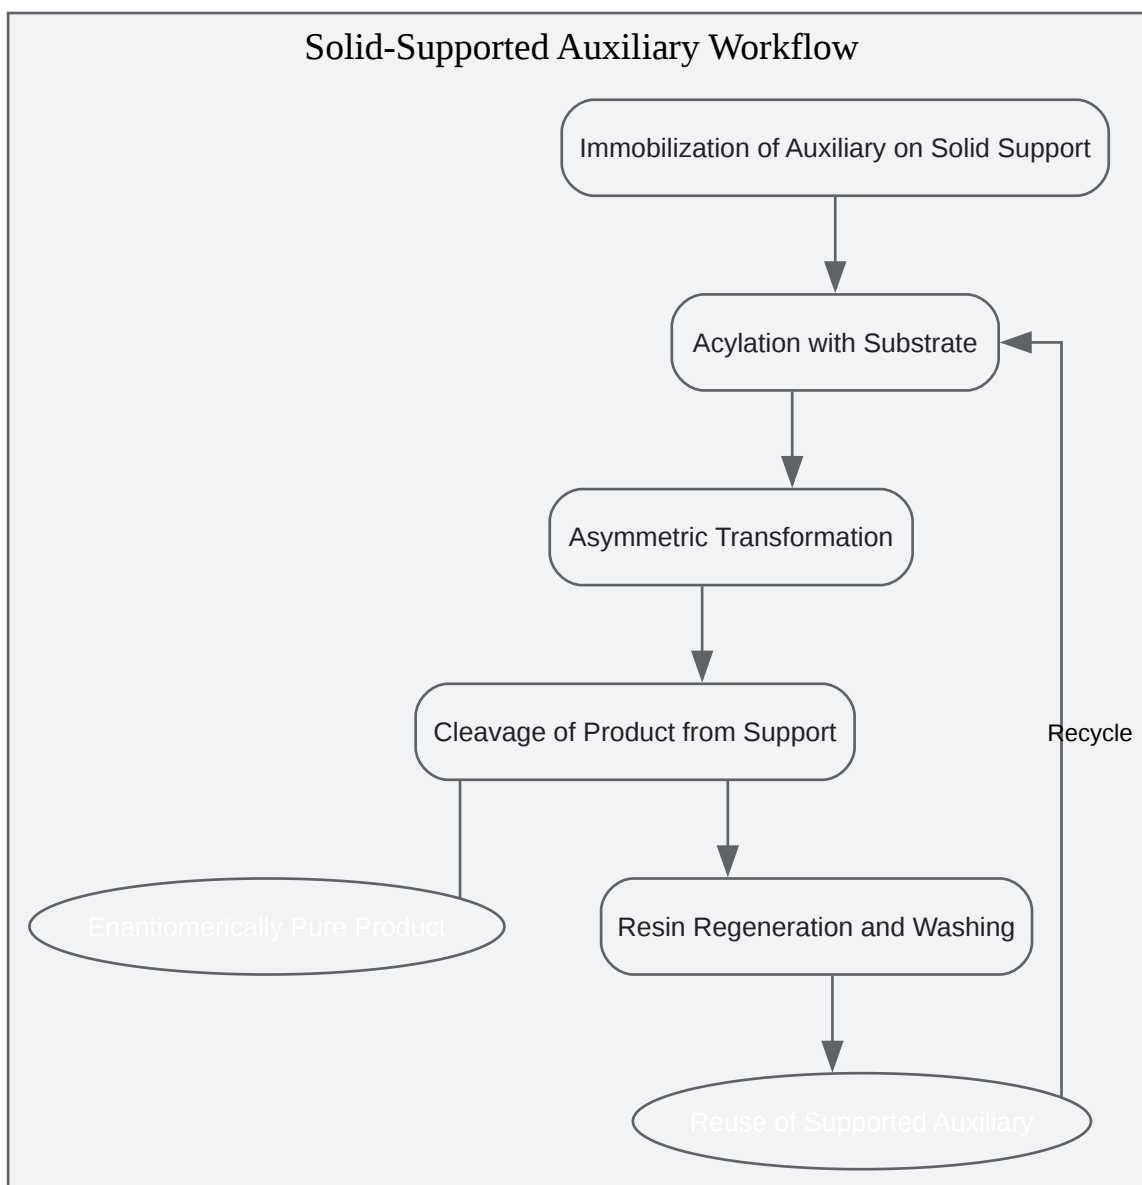 Solid-Supported Auxiliary Workflow
Immobilization of Auxiliary on Solid Support
Acylation with Substrate
Asymmetric Transformation
Cleavage of Product from Support
Recycle
Enantiomerically Pure Product
Resin Regeneration and Washing
Reuse of Supported Auxiliary